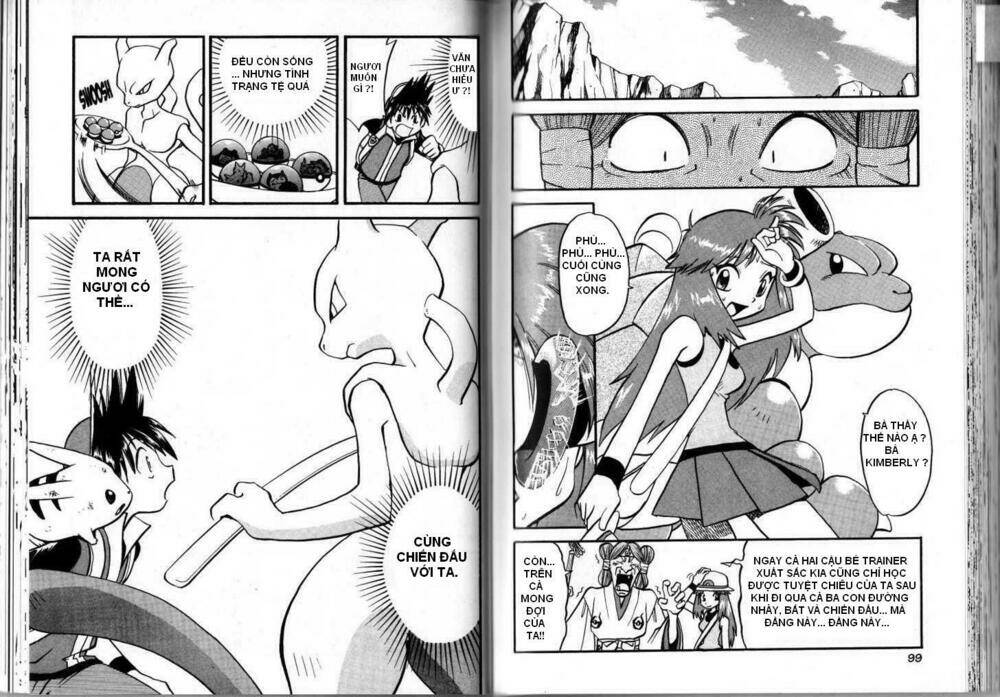 PHÙ...
PHÙ... PHÙ...
CUỐI CÙNG
CŨNG
XONG.
BÀ THẤY
THẾ NÀO Ạ ?
BÀ
KIMBERLY ?
NGAY CẢ HAI CẬU BÉ TRAINER
XUẤT SẮC KIA CŨNG CHỈ HỌC
ĐƯỢC TUYỆT CHIÊU CỦA TA SAU
KHI ĐI QUA CẢ BA CON ĐƯỜNG
NHẢY, BẮT VÀ CHIẾN ĐẤU... MÀ
ĐẰNG NÀY... ĐẰNG NÀY...
CÒN...
TRÊN
CẢ
MONG
ĐỢI
CỦA
TA!!
99
VẪN
CHƯA
HIỂU
Ư ?!
NGƯƠI
MUỐN
GÌ ?!
ĐỀU CÒN SỐNG
... NHƯNG TÌNH
TRẠNG TỆ QUÁ
SWOOSH
TA RẤT
MONG
NGƯƠI CÓ
THỂ...
CÙNG
CHIẾN ĐẤU
VỚI TA.